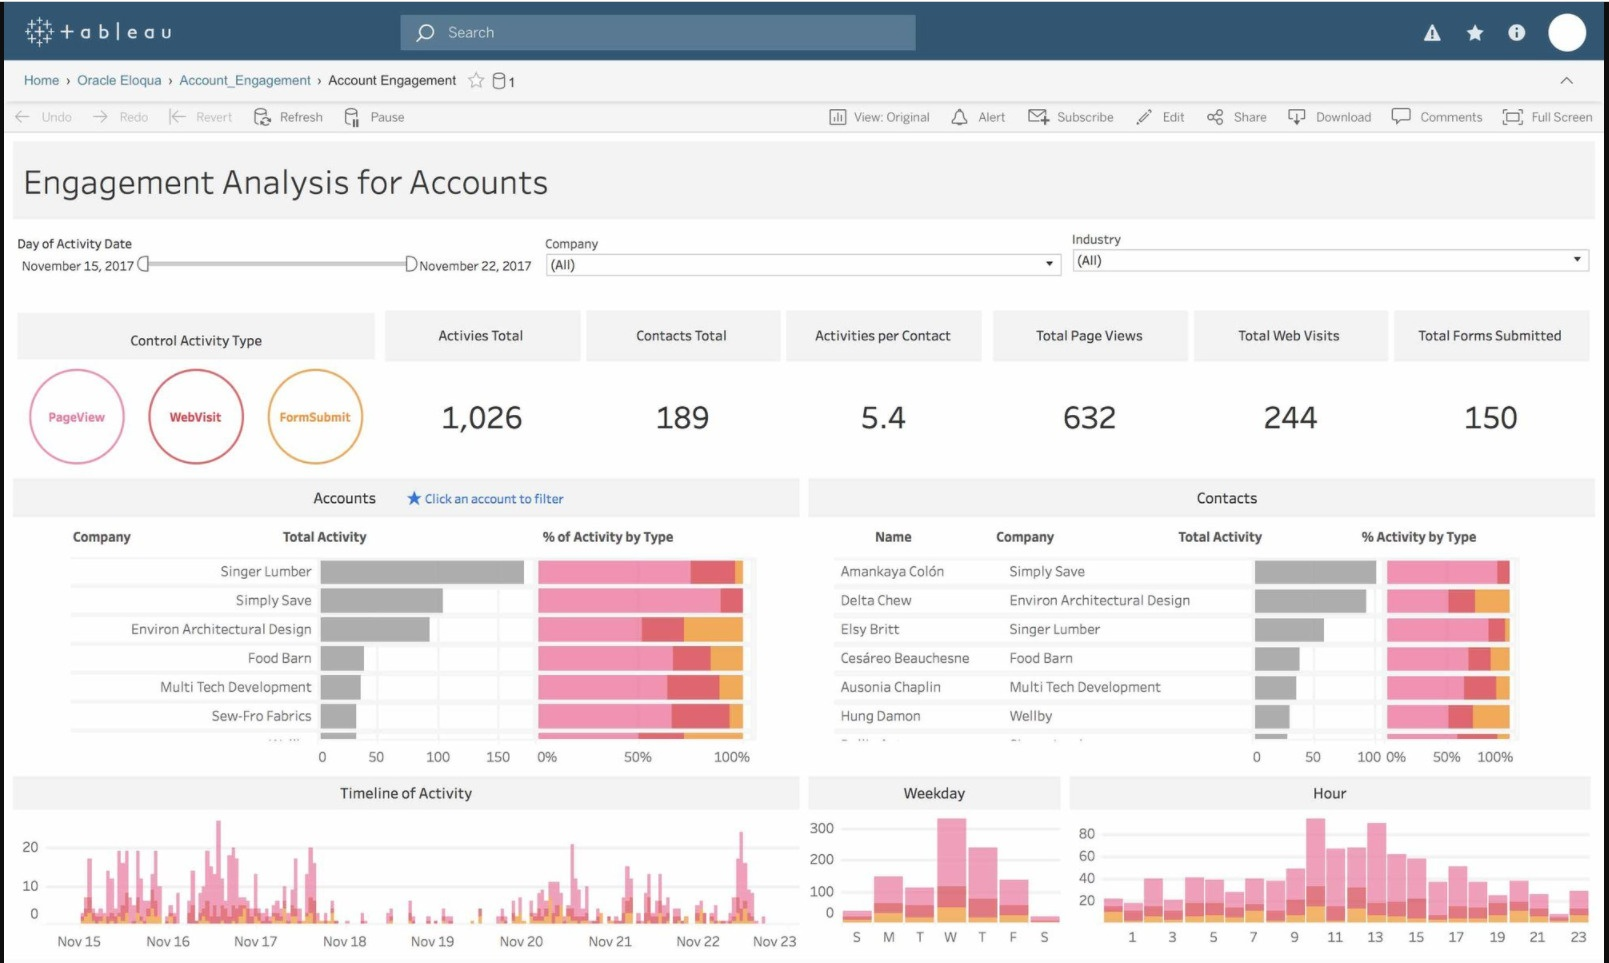 tableau
Search
Home › Oracle Eloqua › Account_Engagement › Account Engagement 1
Undo Redo Revert Refresh Pause View: Original Alert Subscribe Edit Share Download Comments Full Screen
Engagement Analysis for Accounts
Day of Activity Date
November 15, 2017 November 22, 2017
Company
(All)
Industry
(All)
Control Activity Type
PageView WebVisit FormSubmit
Activies Total Contacts Total Activities per Contact Total Page Views Total Web Visits Total Forms Submitted
1,026 189 5.4 632 244 150
Accounts ★ Click an account to filter
Company Total Activity % of Activity by Type
Singer Lumber
Simply Save
Environ Architectural Design
Food Barn
Multi Tech Development
Sew-Fro Fabrics
0 50 100 150 0% 50% 100%
Contacts
Name Company Total Activity % Activity by Type
Amankaya Colón Simply Save
Delta Chew Environ Architectural Design
Elsy Britt Singer Lumber
Cesáreo Beauchesne Food Barn
Ausonia Chaplin Multi Tech Development
Hung Damon Wellby
0 50 100 0% 50% 100%
Timeline of Activity
20
10
0
Nov 15 Nov 16 Nov 17 Nov 18 Nov 19 Nov 20 Nov 21 Nov 22 Nov 23
Weekday
300
200
100
0
S M T W T F S
Hour
80
60
40
20
1 3 5 7 9 11 13 15 17 19 21 23